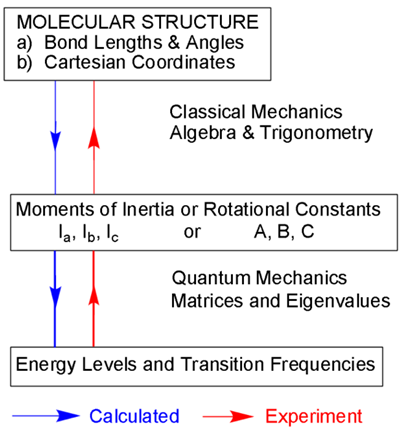 MOLECULAR STRUCTURE
a) Bond Lengths & Angles
b) Cartesian Coordinates
Classical Mechanics
Algebra & Trigonometry
Moments of Inertia or Rotational Constants
Ia, Ib, Ic or A, B, C
Quantum Mechanics
Matrices and Eigenvalues
Energy Levels and Transition Frequencies
Calculated Experiment